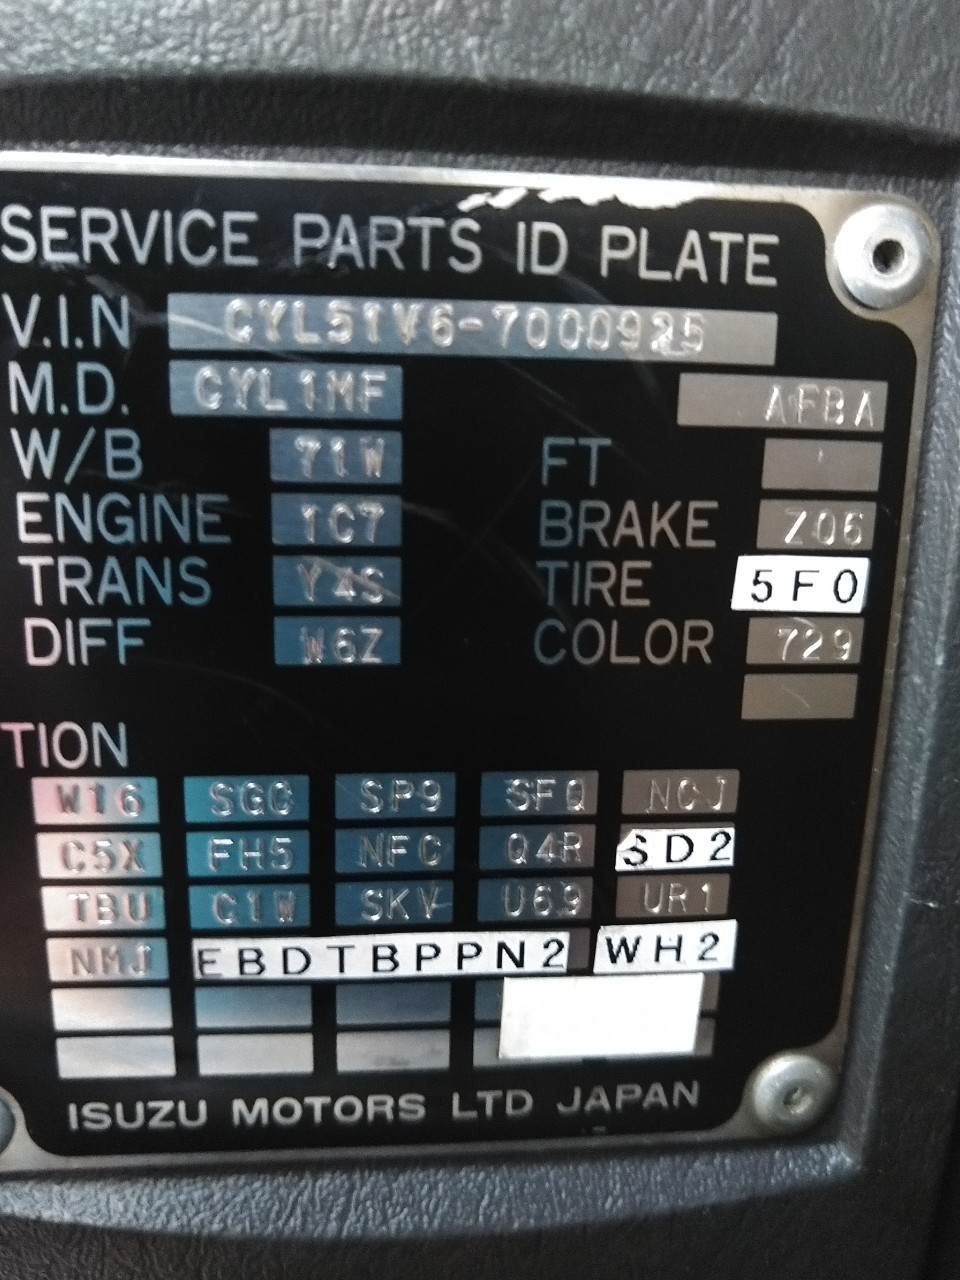 SERVICE PARTS ID PLATE
V.I.N CYL51V6-7000925
M.D. CYL1MF AFBA
W/B 71W FT
ENGINE 1C7 BRAKE Z06
TRANS Y4S TIRE 5F0
DIFF W6Z COLOR 729
TION
W16 SGC SP9 SFQ NCJ
C5X FH5 NFC Q4R SD2
TBU C1W SKV U69 UR1
NMJ EBDTBPPN2 WH2
ISUZU MOTORS LTD JAPAN